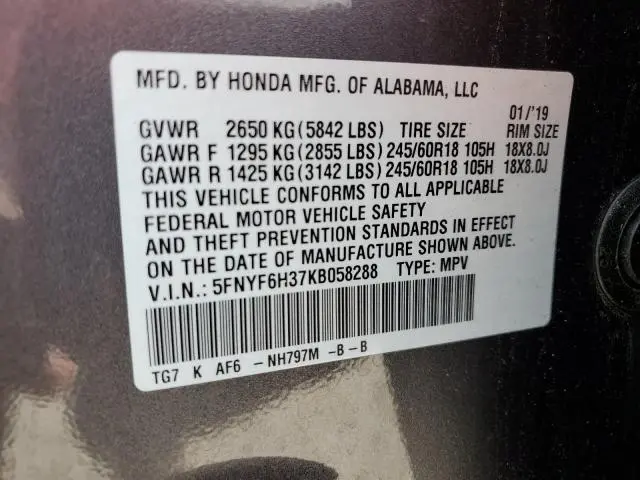 MFD. BY HONDA MFG. OF ALABAMA, LLC
01/'19
GVWR 2650 KG(5842 LBS) TIRE SIZE RIM SIZE
GAWR F 1295 KG(2855 LBS) 245/60R18 105H 18X8.0J
GAWR R 1425 KG(3142 LBS) 245/60R18 105H 18X8.0J
THIS VEHICLE CONFORMS TO ALL APPLICABLE
FEDERAL MOTOR VEHICLE SAFETY
AND THEFT PREVENTION STANDARDS IN EFFECT
ON THE DATE OF MANUFACTURE SHOWN ABOVE.
V.I.N.: 5FNYF6H37KB058288 TYPE: MPV
TG7 K AF6 -NH797M -B-B